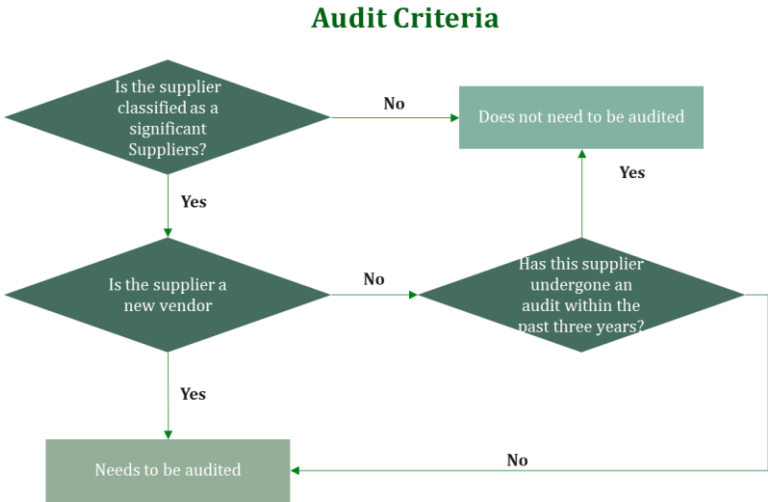 Audit Criteria
Is the supplier
classified as a
significant
Suppliers?
No
Does not need to be audited
Yes
Yes
Is the supplier a
new vendor
No
Has this supplier
undergone an
audit within the
past three years?
Yes
Needs to be audited
No